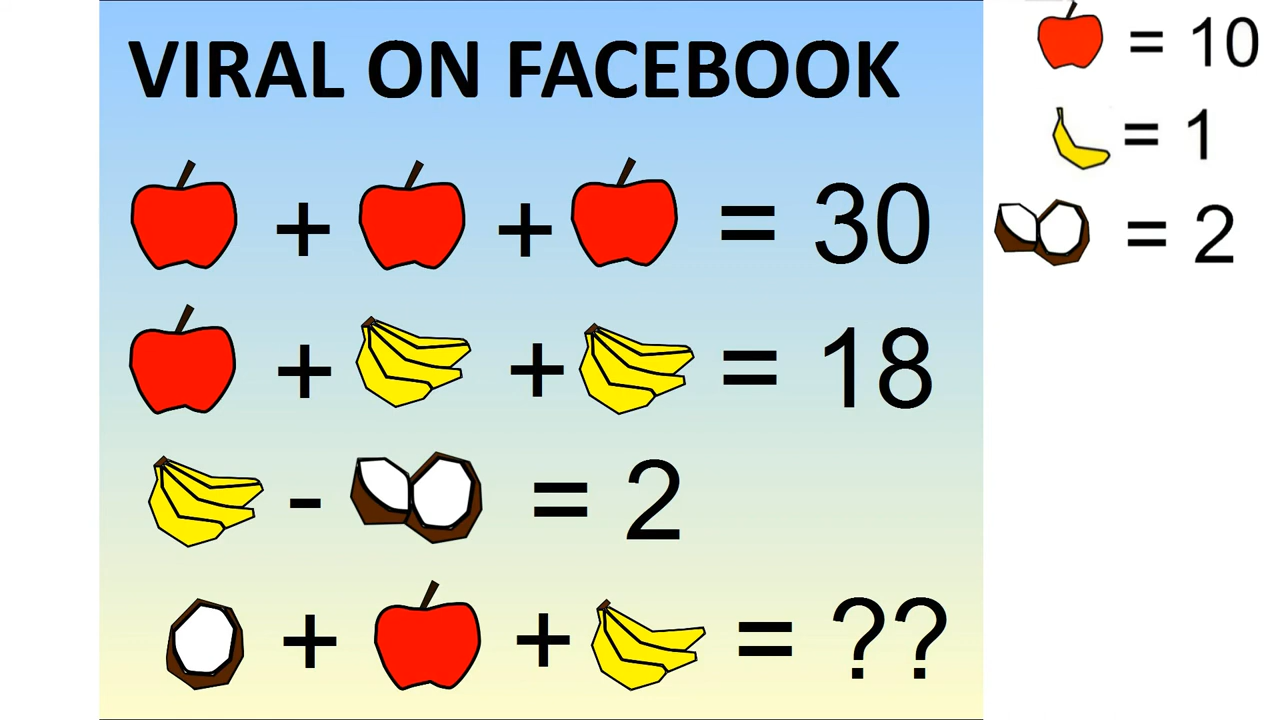 VIRAL ON FACEBOOK
+ + = 30
+ + = 18
- = 2
+ + = ??
= 10
= 1
= 2